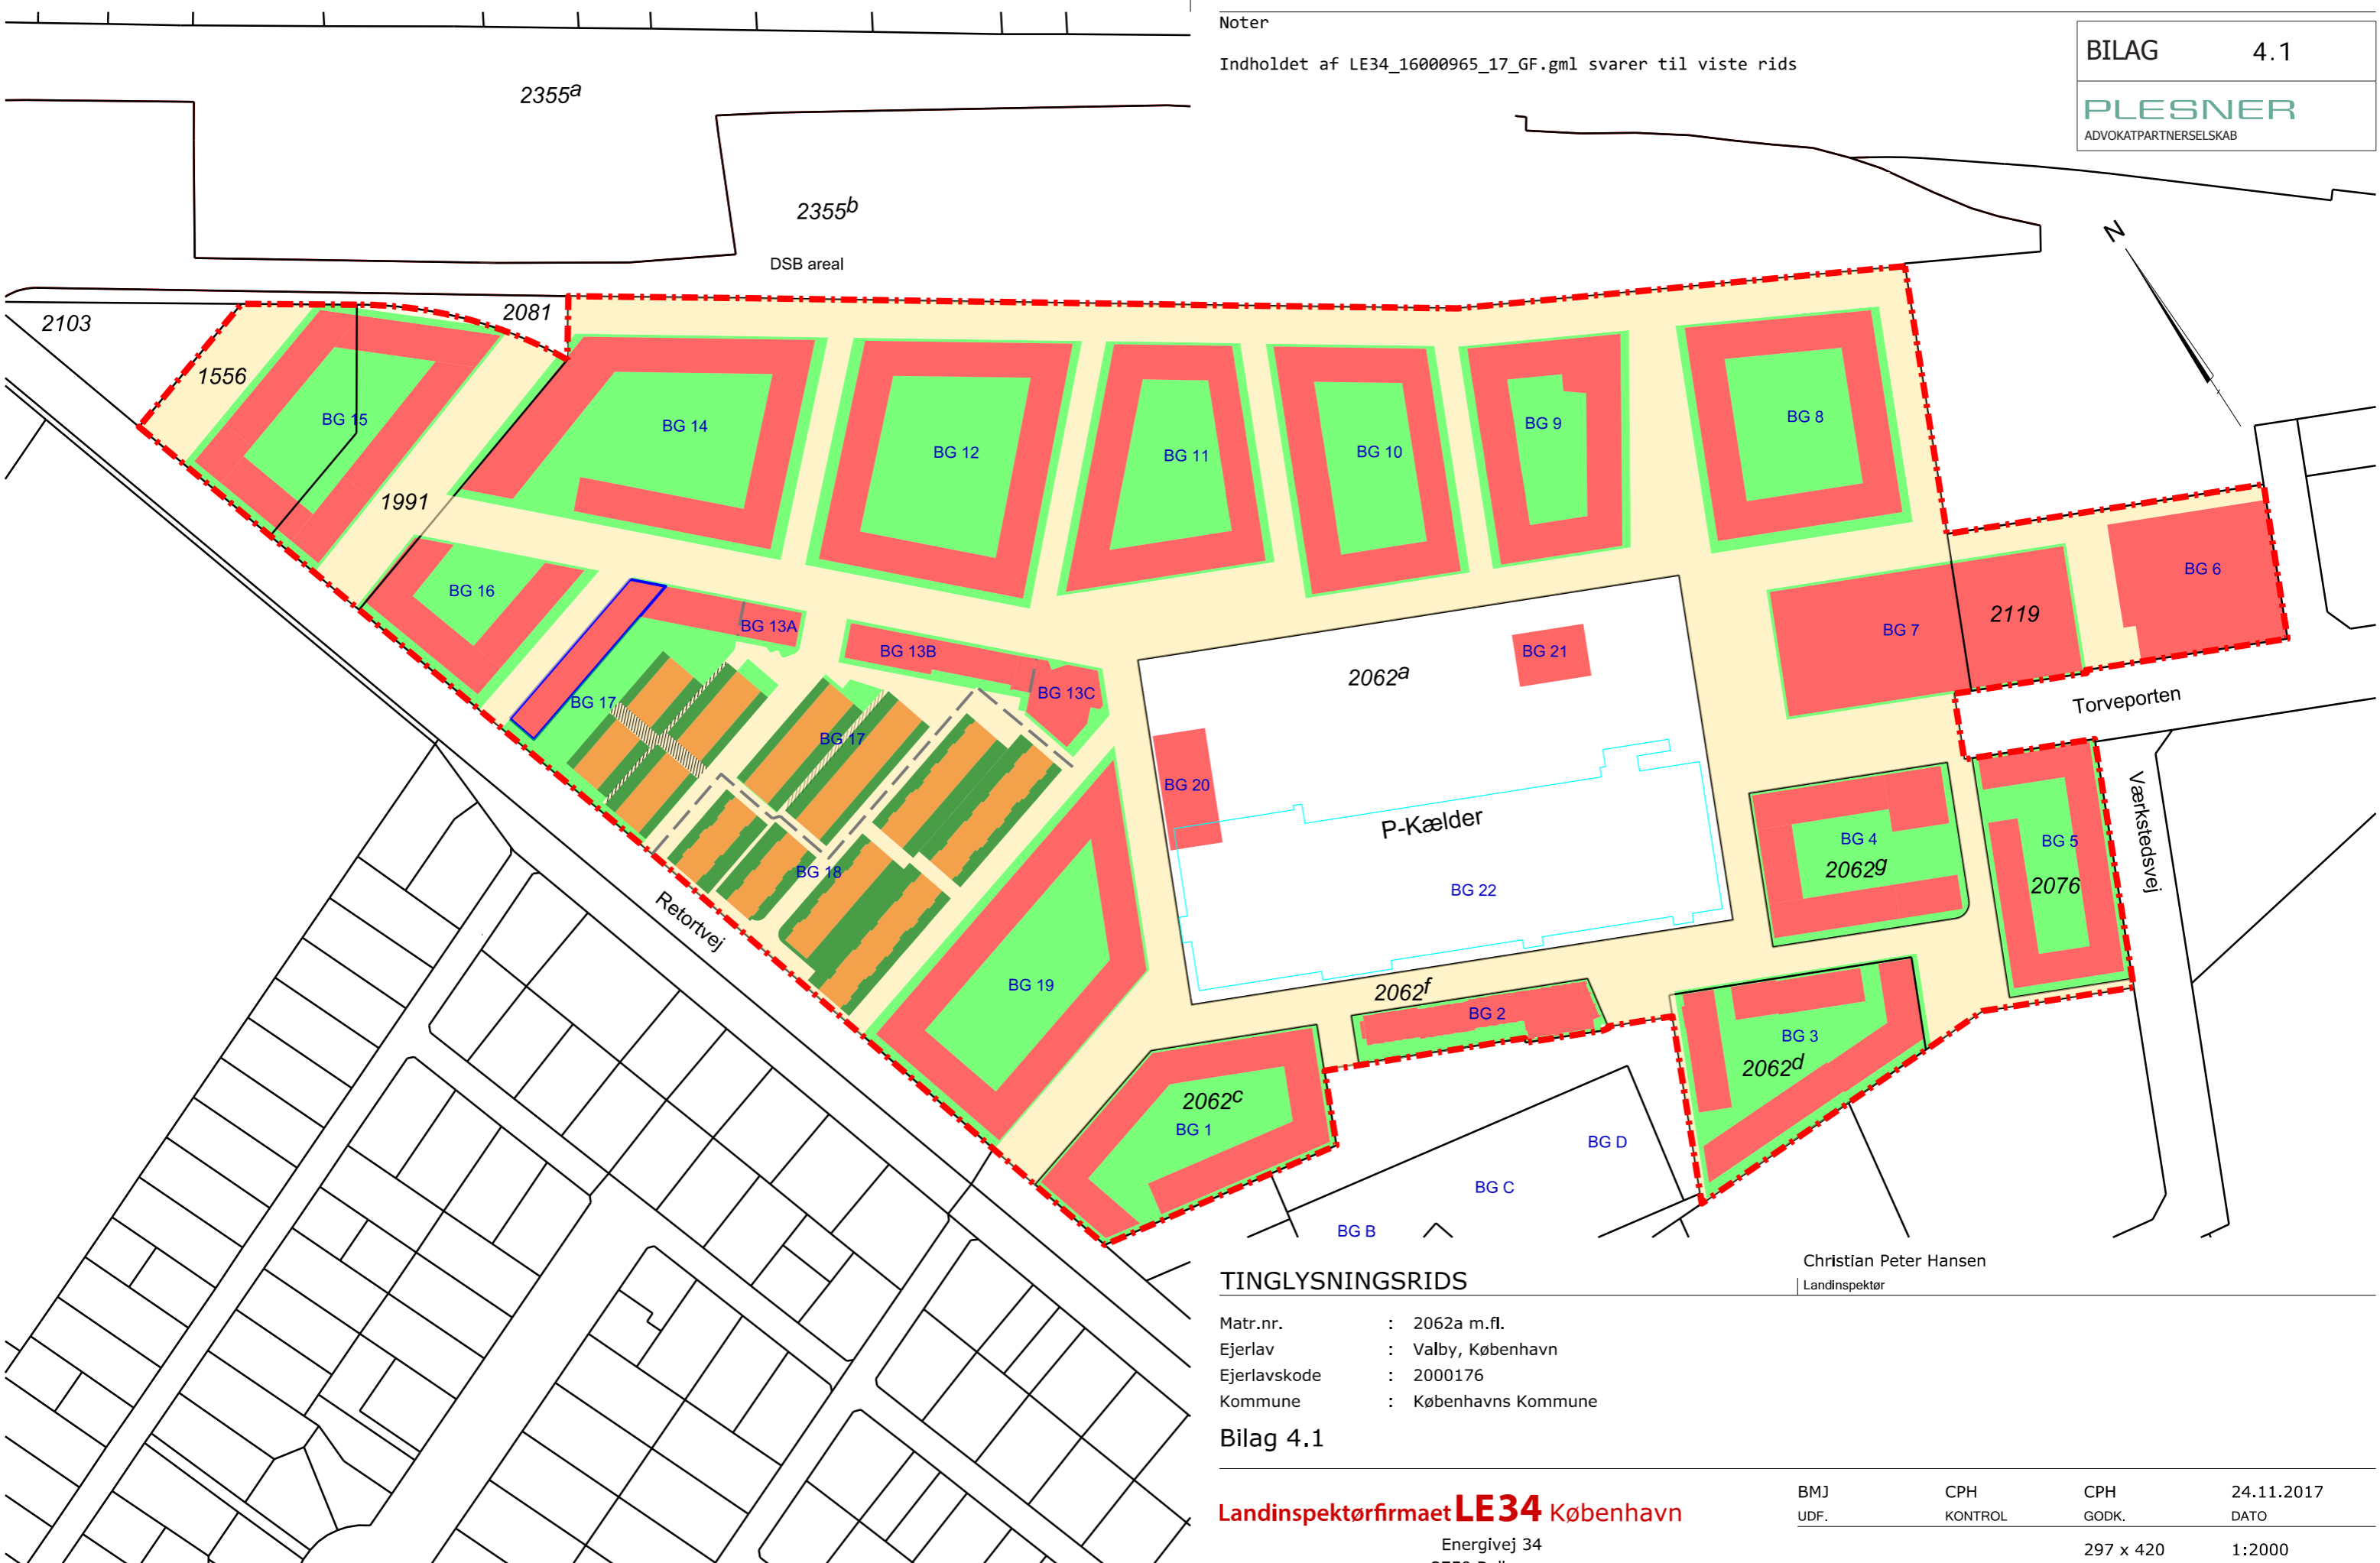 Noter
Indholdet af LE34_16000965_17_GF.gml svarer til viste rids
BILAG 4.1
PLESNER
ADVOKATPARTNERSELSKAB
2355a
2355b
DSB areal
N
2103
2081
1556
BG 15
BG 14
BG 12
BG 11
BG 10
BG 9
BG 8
1991
BG 16
BG 6
BG 7
2119
BG 13A
BG 13B
BG 13C
BG 21
2062a
BG 17
BG 17
Torveporten
BG 20
P-Kælder
BG 22
BG 18
BG 4
2062g
BG 5
2076
Værkstedsvej
Retortvej
BG 19
2062f
BG 2
BG 3
2062d
2062c
BG 1
BG D
BG C
BG B
Christian Peter Hansen
Landinspektør
TINGLYSNINGSRIDS
Matr.nr. : 2062a m.fl.
Ejerlav : Valby, København
Ejerlavskode : 2000176
Kommune : Københavns Kommune
Bilag 4.1
Landinspektørfirmaet LE34 København
Energivej 34
BMJ CPH CPH 24.11.2017
UDF. KONTROL GODK. DATO
297 x 420 1:2000